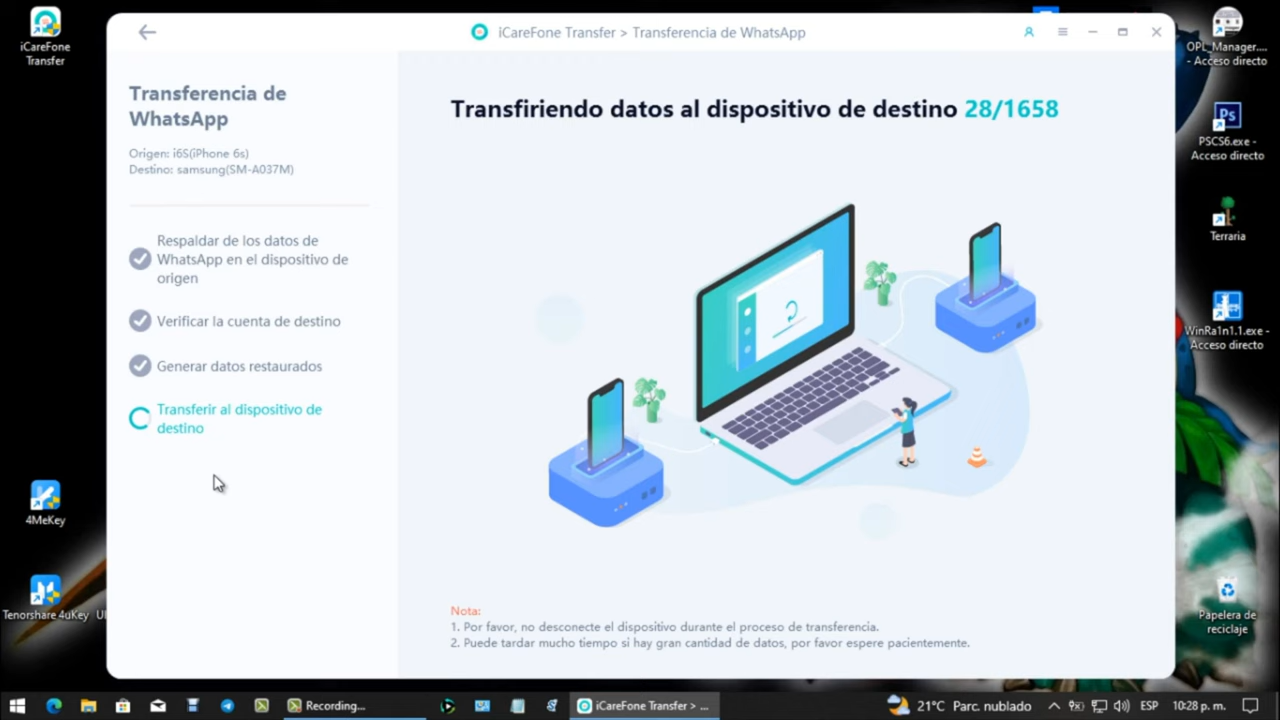 iCareFone
Transfer
iCareFone Transfer > Transferencia de WhatsApp
Transferencia de
WhatsApp
Origen: i6S(iPhone 6s)
Destino: samsung(SM-A037M)
Respaldar de los datos de
WhatsApp en el dispositivo de
origen
Verificar la cuenta de destino
Generar datos restaurados
Transferir al dispositivo de
destino
Transfiriendo datos al dispositivo de destino 28/1658
Nota:
1. Por favor, no desconecte el dispositivo durante el proceso de transferencia.
2. Puede tardar mucho tiempo si hay gran cantidad de datos, por favor espere pacientemente.
4MeKey
Tenorshare 4uKey
Ul
OPL_Manager....
- Acceso directo
Ps
PSCS6.exe -
Acceso directo
Terraria
WinRa1n1.1.exe -
Acceso directo
Papelera de
reciclaje
Recording...
iCareFone Transfer > ...
21°C Parc. nublado
ESP
10:28 p. m.